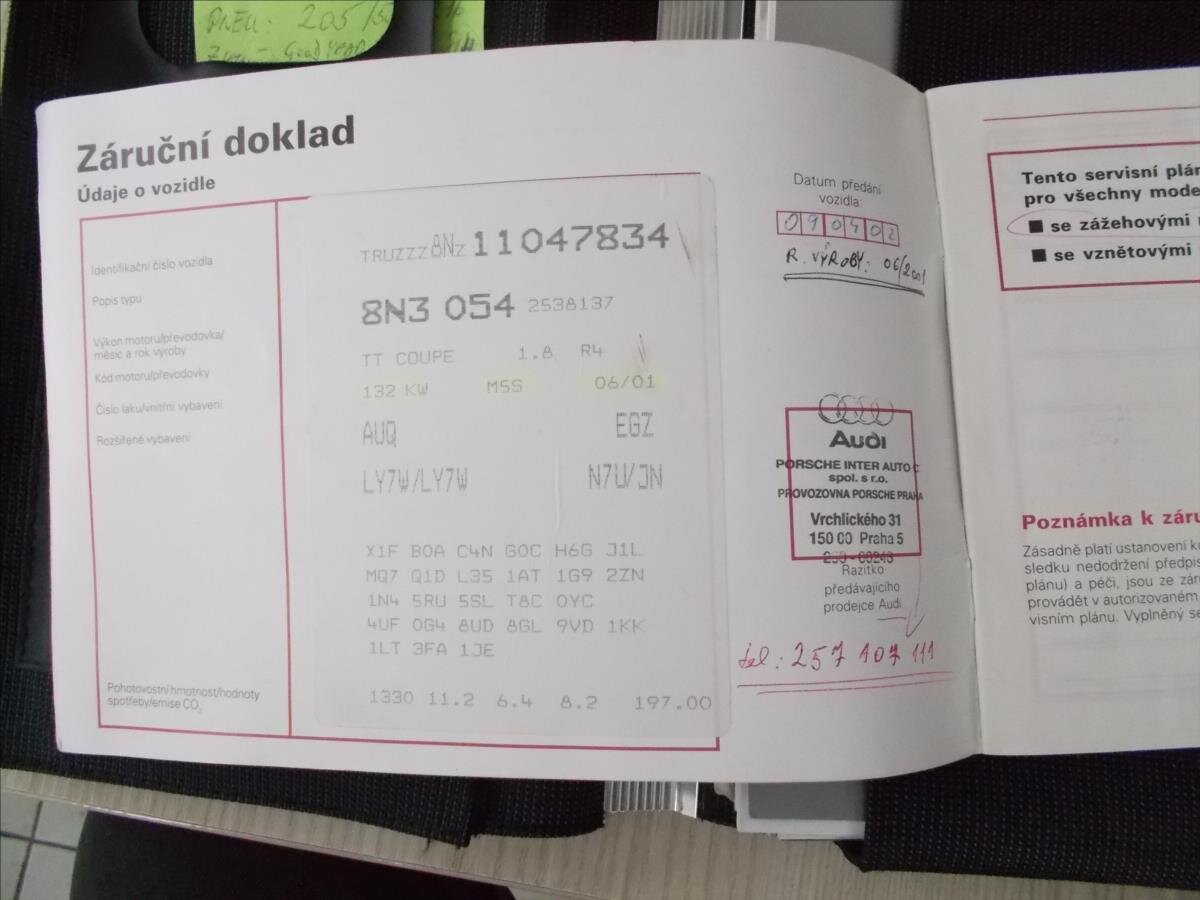 PNEU: 205/5
GoodYEAR
Záruční doklad
Údaje o vozidle
Identifikační číslo vozidla
Popis typu
Výkon motoru/převodovka/
měsíc a rok výroby
Kód motoru/převodovky
Číslo laku/vnitřní vybavení
Rozšířené vybavení
Pohotovostní hmotnost/hodnoty
spotřeby/emise CO2
TRUZZZ8NZ11047834
8N3 054 2538137
TT COUPE 1.8 R4
132 KW M5S 06/01
AUQ EGZ
LY7W/LY7W N7U/JN
X1F B0A C4N G0C H6G J1L
MQ7 Q1D L35 1AT 1G9 2ZN
1N4 5RU 5SL T8C 0YC
4UF 0G4 8UD 8GL 9VD 1KK
1LT 3FA 1JE
1330 11.2 6.4 8.2 197.00
Datum předání
vozidla:
090402
R. VÝROBY: 06/2001
Audi
PORSCHE INTER AUTO C
spol. s r.o.
PROVOZOVNA PORSCHE PRAHA
Vrchlického 31
150 00 Praha 5
Razítko
předávajícího
prodejce Audi
tel.: 257 107 111
Tento servisní plán
pro všechny mode
■ se zážehovými
■ se vznětovými
Poznámka k záru
Zásadně platí ustanovení
sledku nedodržení předpis
plánu) a péči, jsou ze zár
provádět v autorizovaném
visním plánu. Vyplněný se